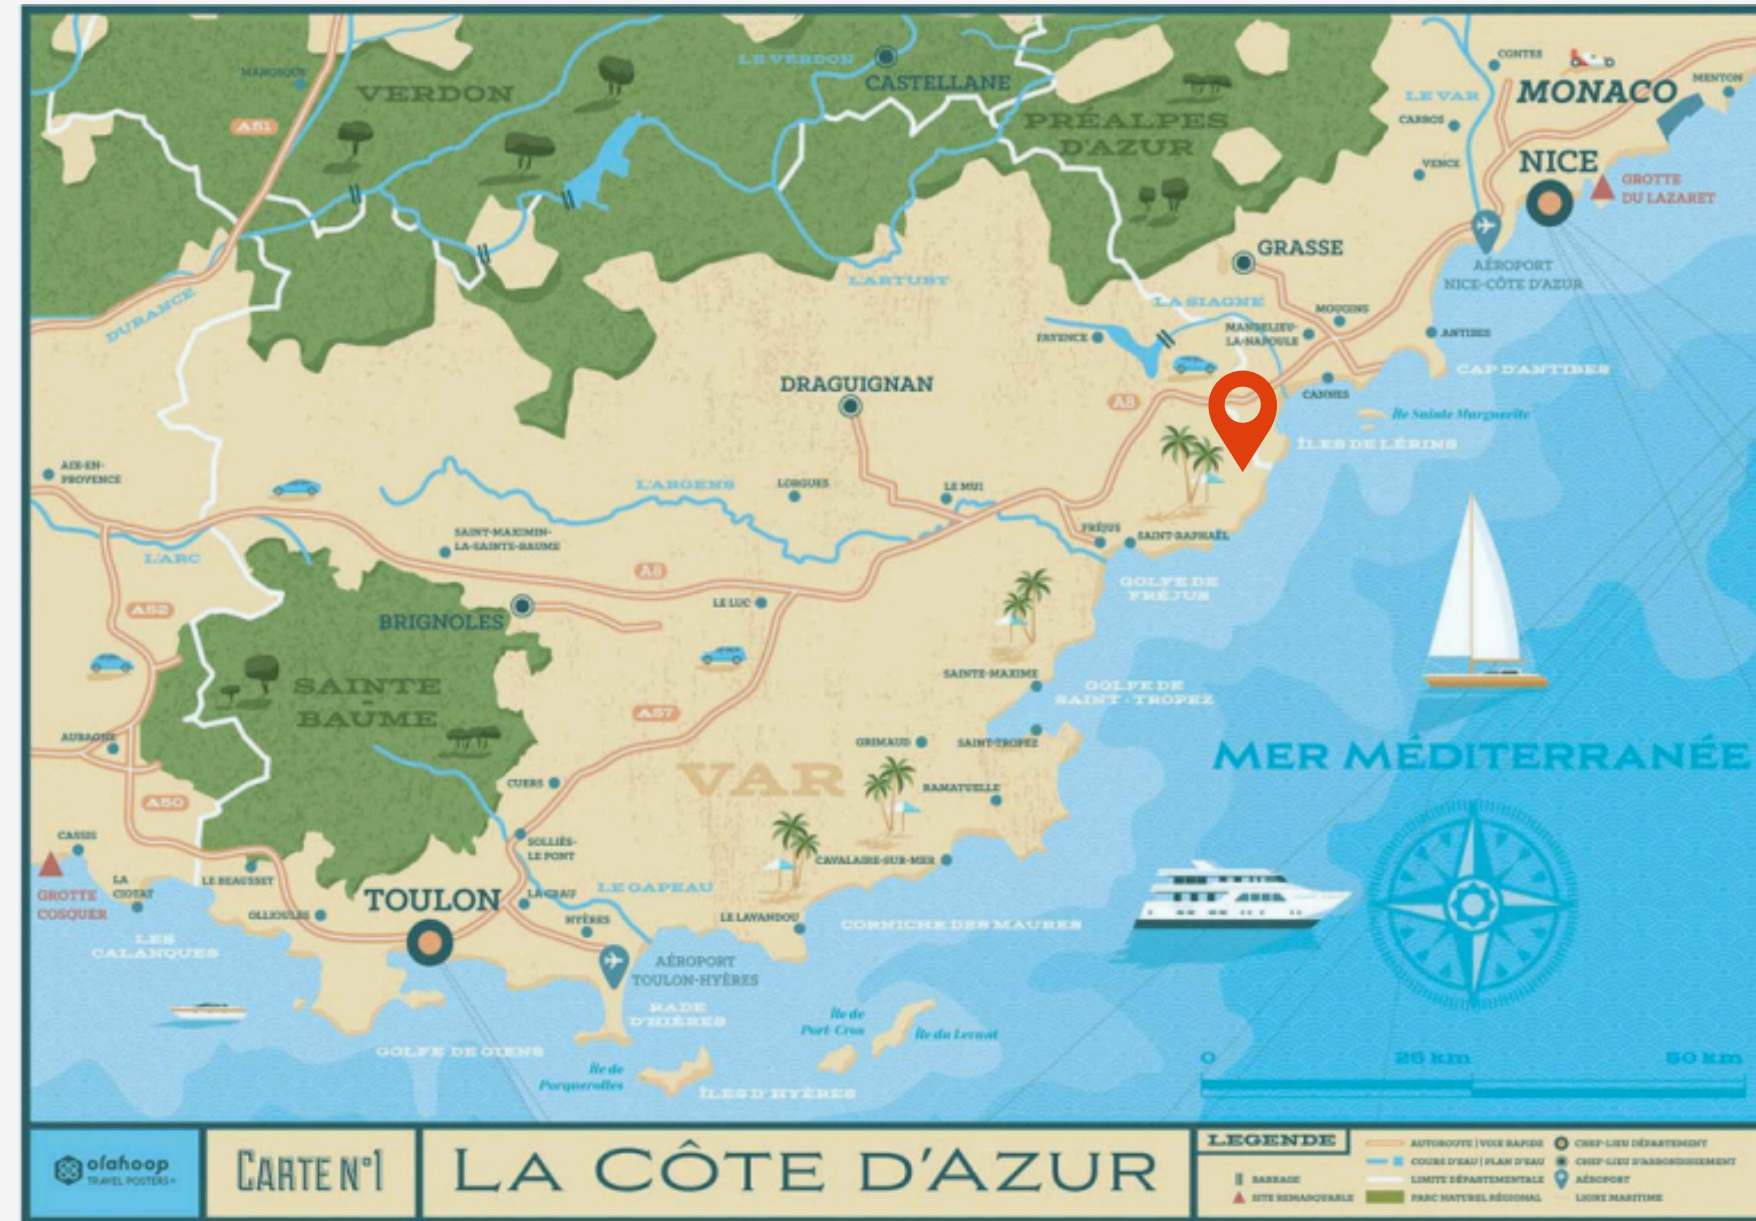 LE VERDON
CASTELLANE
CONTES
MONACO
MENTON
MANOSQUE
VERDON
LE VAR
PRÉALPES
D'AZUR
CARROS
A51
VENCE
NICE
GROTTE
DU LAZARET
GRASSE
AÉROPORT
NICE-CÔTE D'AZUR
L'ARTUBY
DURANCE
LA SIAGNE
MOUGINS
MANDELIEU-
LA-NAPOULE
FAYENCE
ANTIBES
CAP D'ANTIBES
DRAGUIGNAN
CANNES
A8
Île Sainte Marguerite
ÎLES DE LÉRINS
AIX-EN-
PROVENCE
L'ARGENS
LORGUES
LE MUI
SAINT-MAXIMIN-
LA-SAINTE-BAUME
FRÉJUS
SAINT-RAPHAËL
L'ARC
A8
GOLFE DE
FRÉJUS
A52
LE LUC
BRIGNOLES
SAINTE
-
BAUME
SAINTE-MAXIME
GOLFE DE
SAINT-TROPEZ
A57
AUBAGNE
GRIMAUD
SAINT-TROPEZ
MER MÉDITERRANÉE
VAR
CUERS
RAMATUELLE
A50
CASSIS
SOLLIÈS-
LE PONT
CAVALAIRE-SUR-MER
GROTTE
COSQUER
LA
CIOTAT
LE BEAUSSET
TOULON
LA CRAU
LE GAPEAU
OLLIOULES
HYÈRES
LE LAVANDOU
CORNICHE DES MAURES
LES
CALANQUES
AÉROPORT
TOULON-HYÈRES
RADE
D'HIÈRES
Île de
Port-Cros
Île du Levant
GOLFE DE GIENS
Île de
Porquerolles
ÎLES D'HYÈRES
0 25 km 50 km
olahoop
TRAVEL POSTERS
CARTE N°1
LA CÔTE D'AZUR
LEGENDE
BARRAGE
SITE REMARQUABLE
AUTOROUTE | VOIE RAPIDE
COURS D'EAU | PLAN D'EAU
LIMITE DÉPARTEMENTALE
PARC NATUREL RÉGIONAL
CHEF-LIEU DÉPARTEMENT
CHEF-LIEU D'ARRONDISSEMENT
AÉROPORT
LIGNE MARITIME